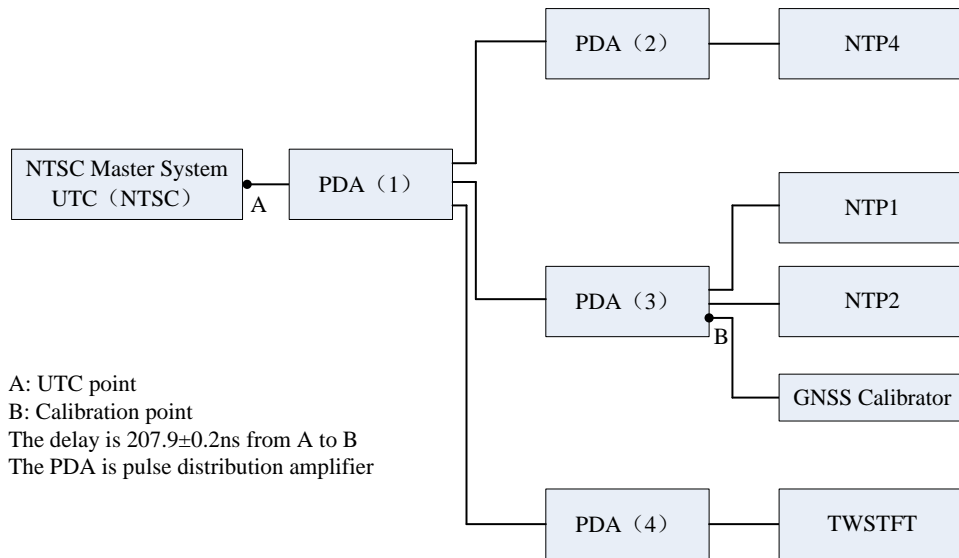 PDA（2）
NTP4
NTSC Master System
UTC（NTSC）
A
PDA（1）
NTP1
PDA（3）
NTP2
B
GNSS Calibrator
A: UTC point
B: Calibration point
The delay is 207.9±0.2ns from A to B
The PDA is pulse distribution amplifier
PDA（4）
TWSTFT